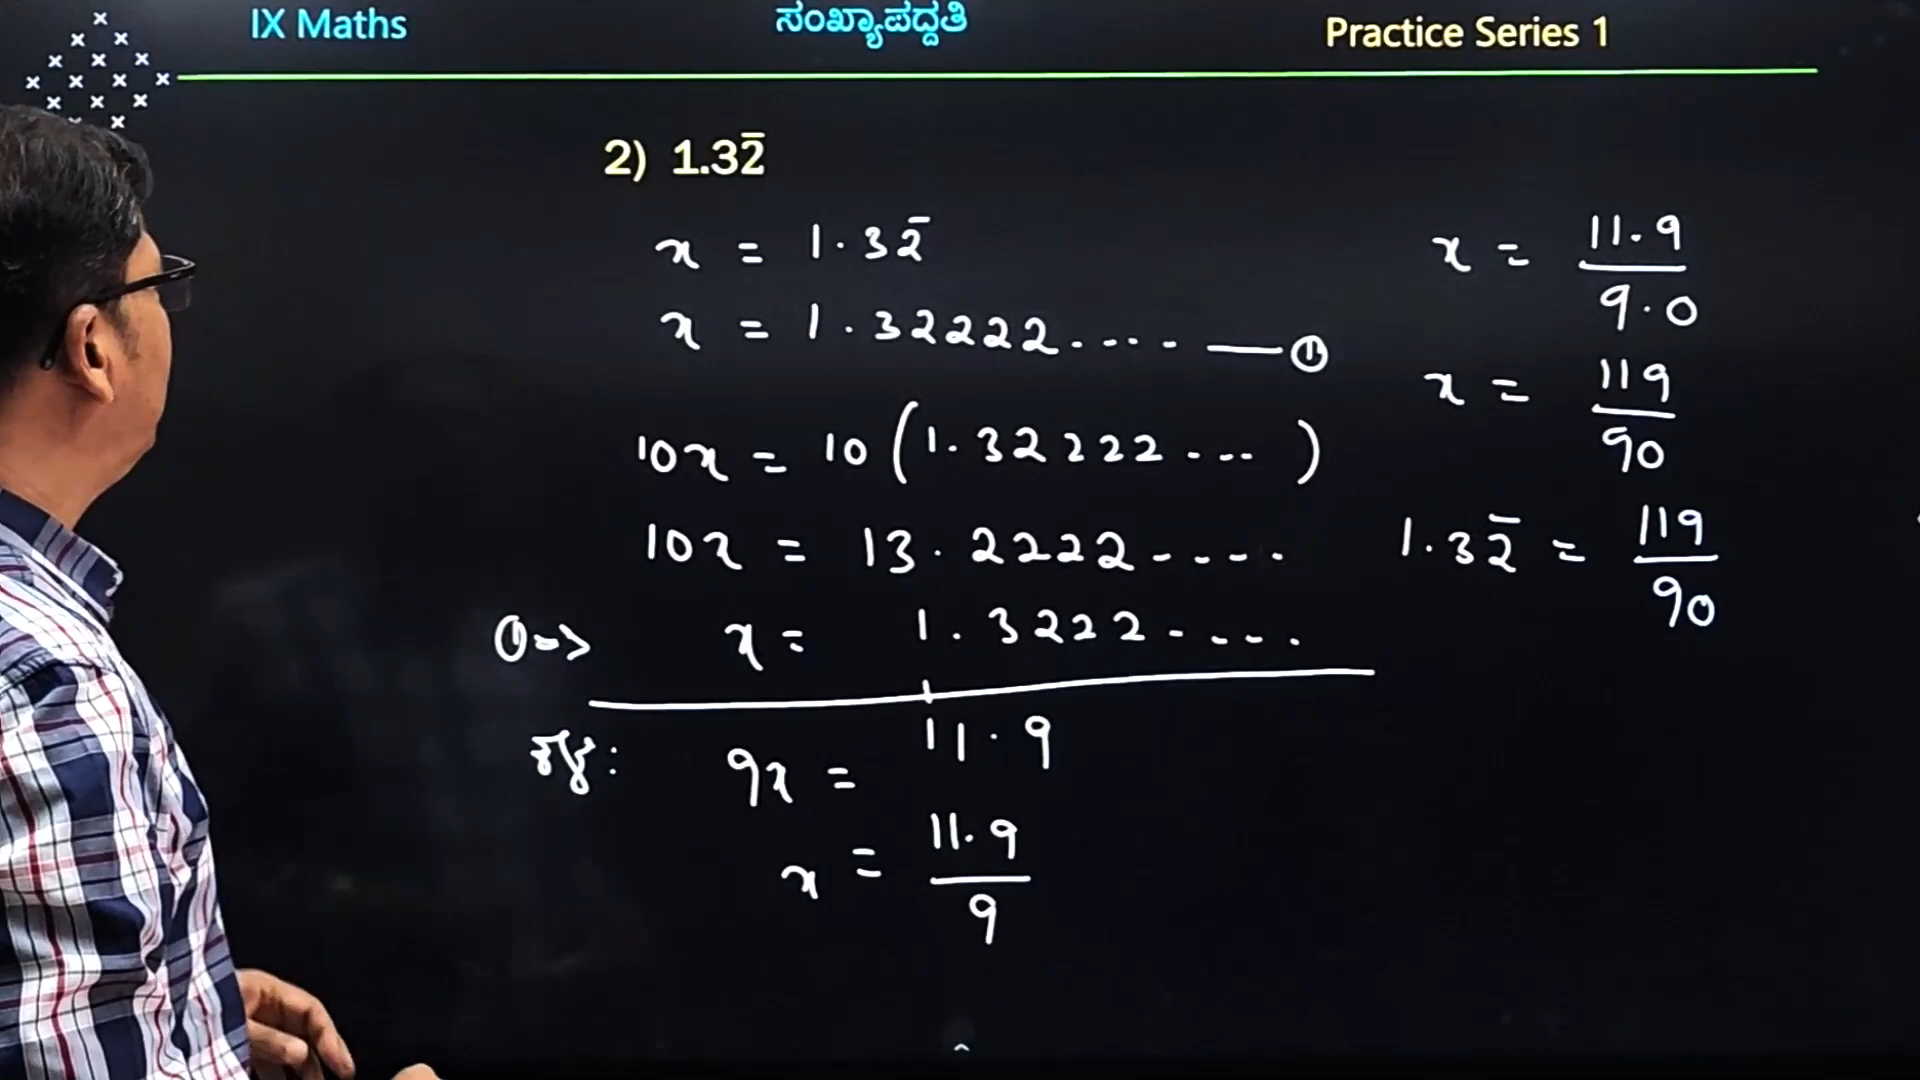 IX Maths
ಸಂಖ್ಯಾಪದ್ದತಿ
Practice Series 1
2) 1.32̅
x = 1.32̅
x = 1.32222.... —①
10x = 10(1.32222...)
10x = 13.2222----
①=> x = 1.3222----
9x = 11.9
x = 11.9/9
x = 11.9/9.0
x = 119/90
1.32̅ = 119/90